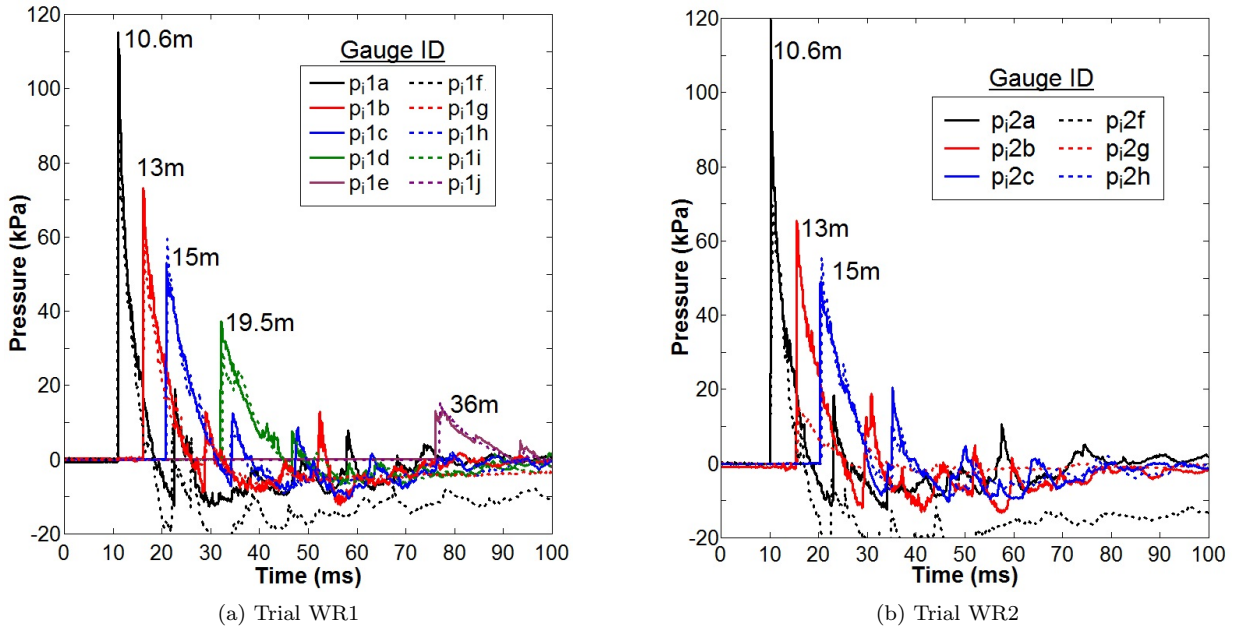 120
100
80
60
40
20
0
-20
Pressure (kPa)
10.6m
13m
15m
19.5m
36m
Gauge ID
pi1a pi1f
pi1b pi1g
pi1c pi1h
pi1d pi1i
pi1e pi1j
0 10 20 30 40 50 60 70 80 90 100
Time (ms)
(a) Trial WR1
120
100
80
60
40
20
0
-20
Pressure (kPa)
10.6m
13m
15m
Gauge ID
pi2a pi2f
pi2b pi2g
pi2c pi2h
0 10 20 30 40 50 60 70 80 90 100
Time (ms)
(b) Trial WR2